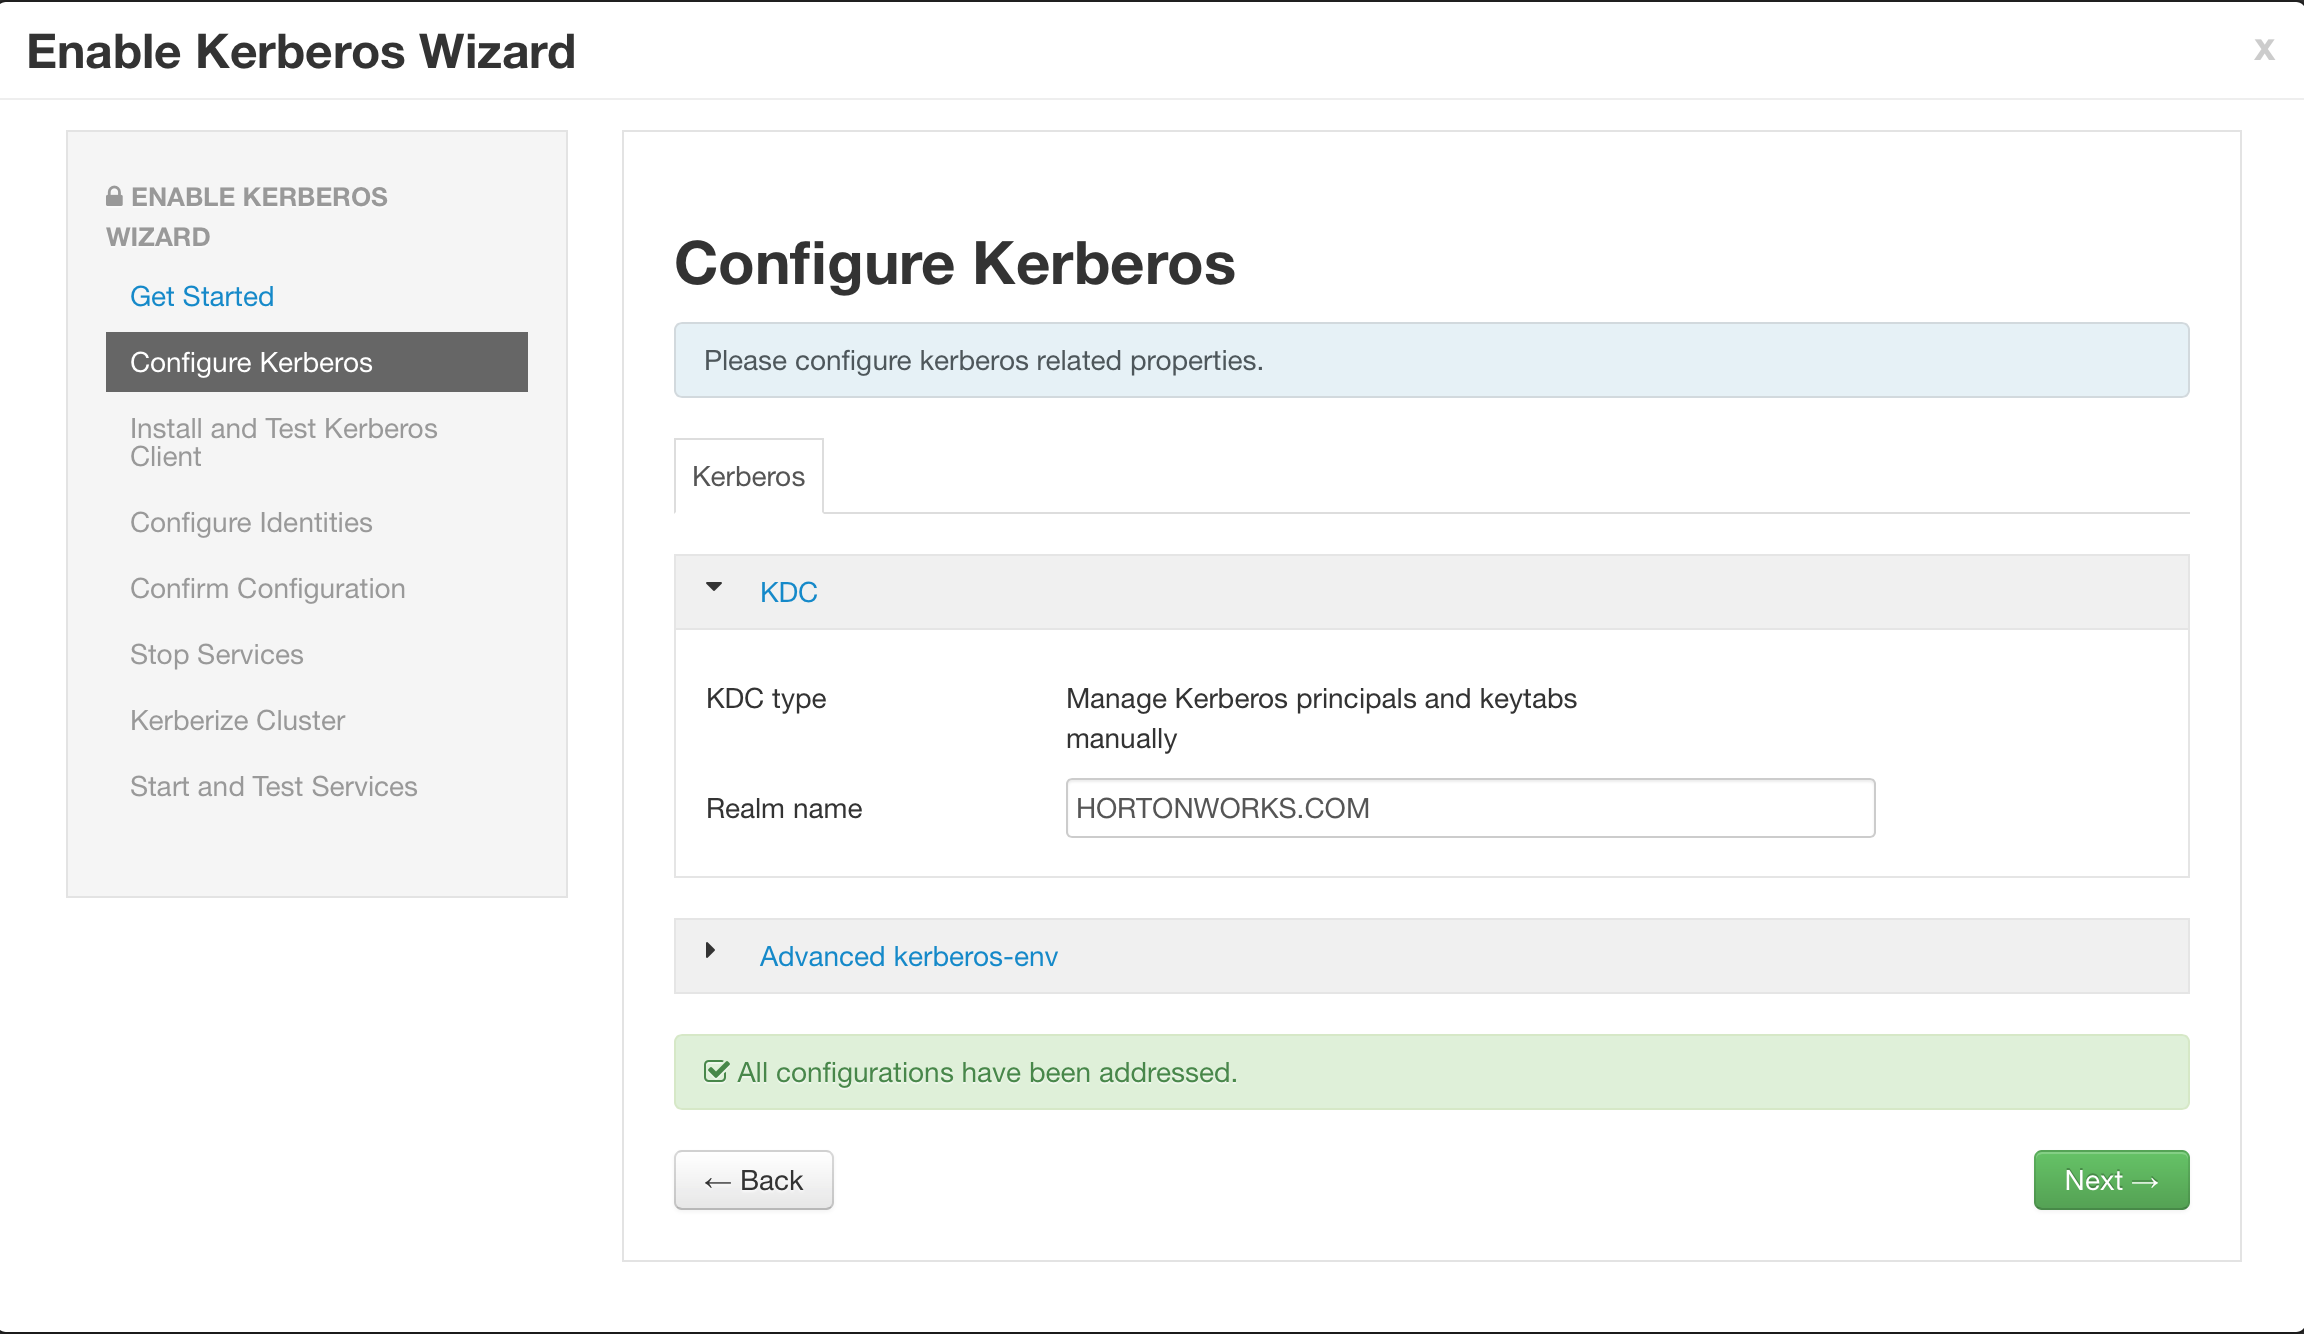 Enable Kerberos Wizard
x
ENABLE KERBEROS
WIZARD
Get Started
Configure Kerberos
Install and Test Kerberos
Client
Configure Identities
Confirm Configuration
Stop Services
Kerberize Cluster
Start and Test Services
Configure Kerberos
Please configure kerberos related properties.
Kerberos
KDC
KDC type
Manage Kerberos principals and keytabs
manually
Realm name
HORTONWORKS.COM
Advanced kerberos-env
All configurations have been addressed.
← Back
Next →